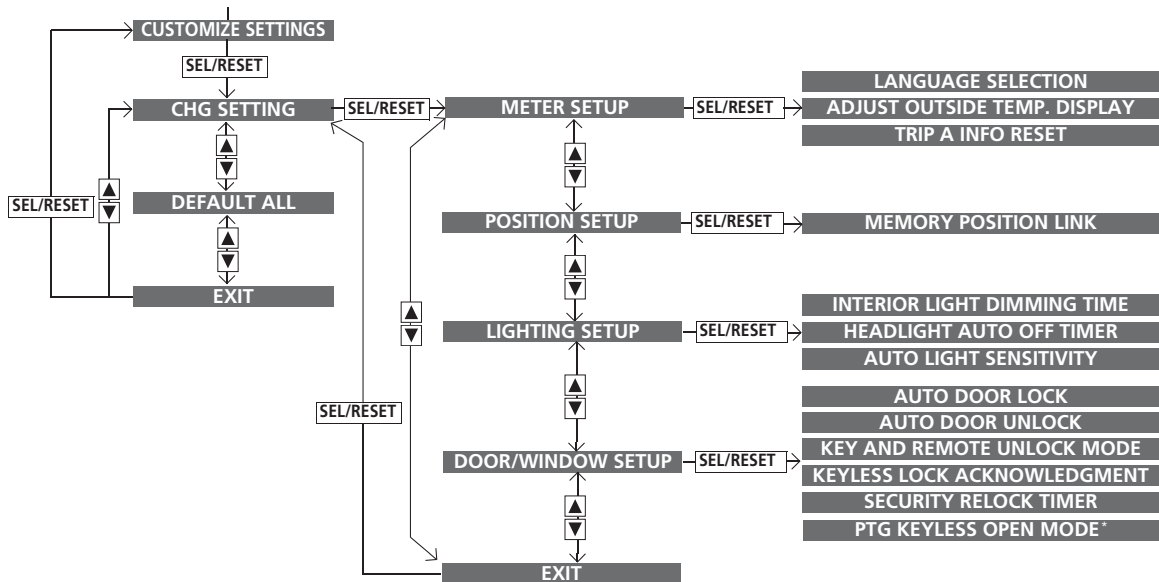 CUSTOMIZE SETTINGS
SEL/RESET
CHG SETTING
SEL/RESET
METER SETUP
SEL/RESET
LANGUAGE SELECTION
ADJUST OUTSIDE TEMP. DISPLAY
TRIP A INFO RESET
▲
▼
▲
▼
▲
▼
SEL/RESET
DEFAULT ALL
▲
▼
EXIT
POSITION SETUP
SEL/RESET
MEMORY POSITION LINK
▲
▼
▲
▼
LIGHTING SETUP
SEL/RESET
INTERIOR LIGHT DIMMING TIME
HEADLIGHT AUTO OFF TIMER
AUTO LIGHT SENSITIVITY
▲
▼
SEL/RESET
DOOR/WINDOW SETUP
SEL/RESET
AUTO DOOR LOCK
AUTO DOOR UNLOCK
KEY AND REMOTE UNLOCK MODE
KEYLESS LOCK ACKNOWLEDGMENT
SECURITY RELOCK TIMER
PTG KEYLESS OPEN MODE*
▲
▼
EXIT